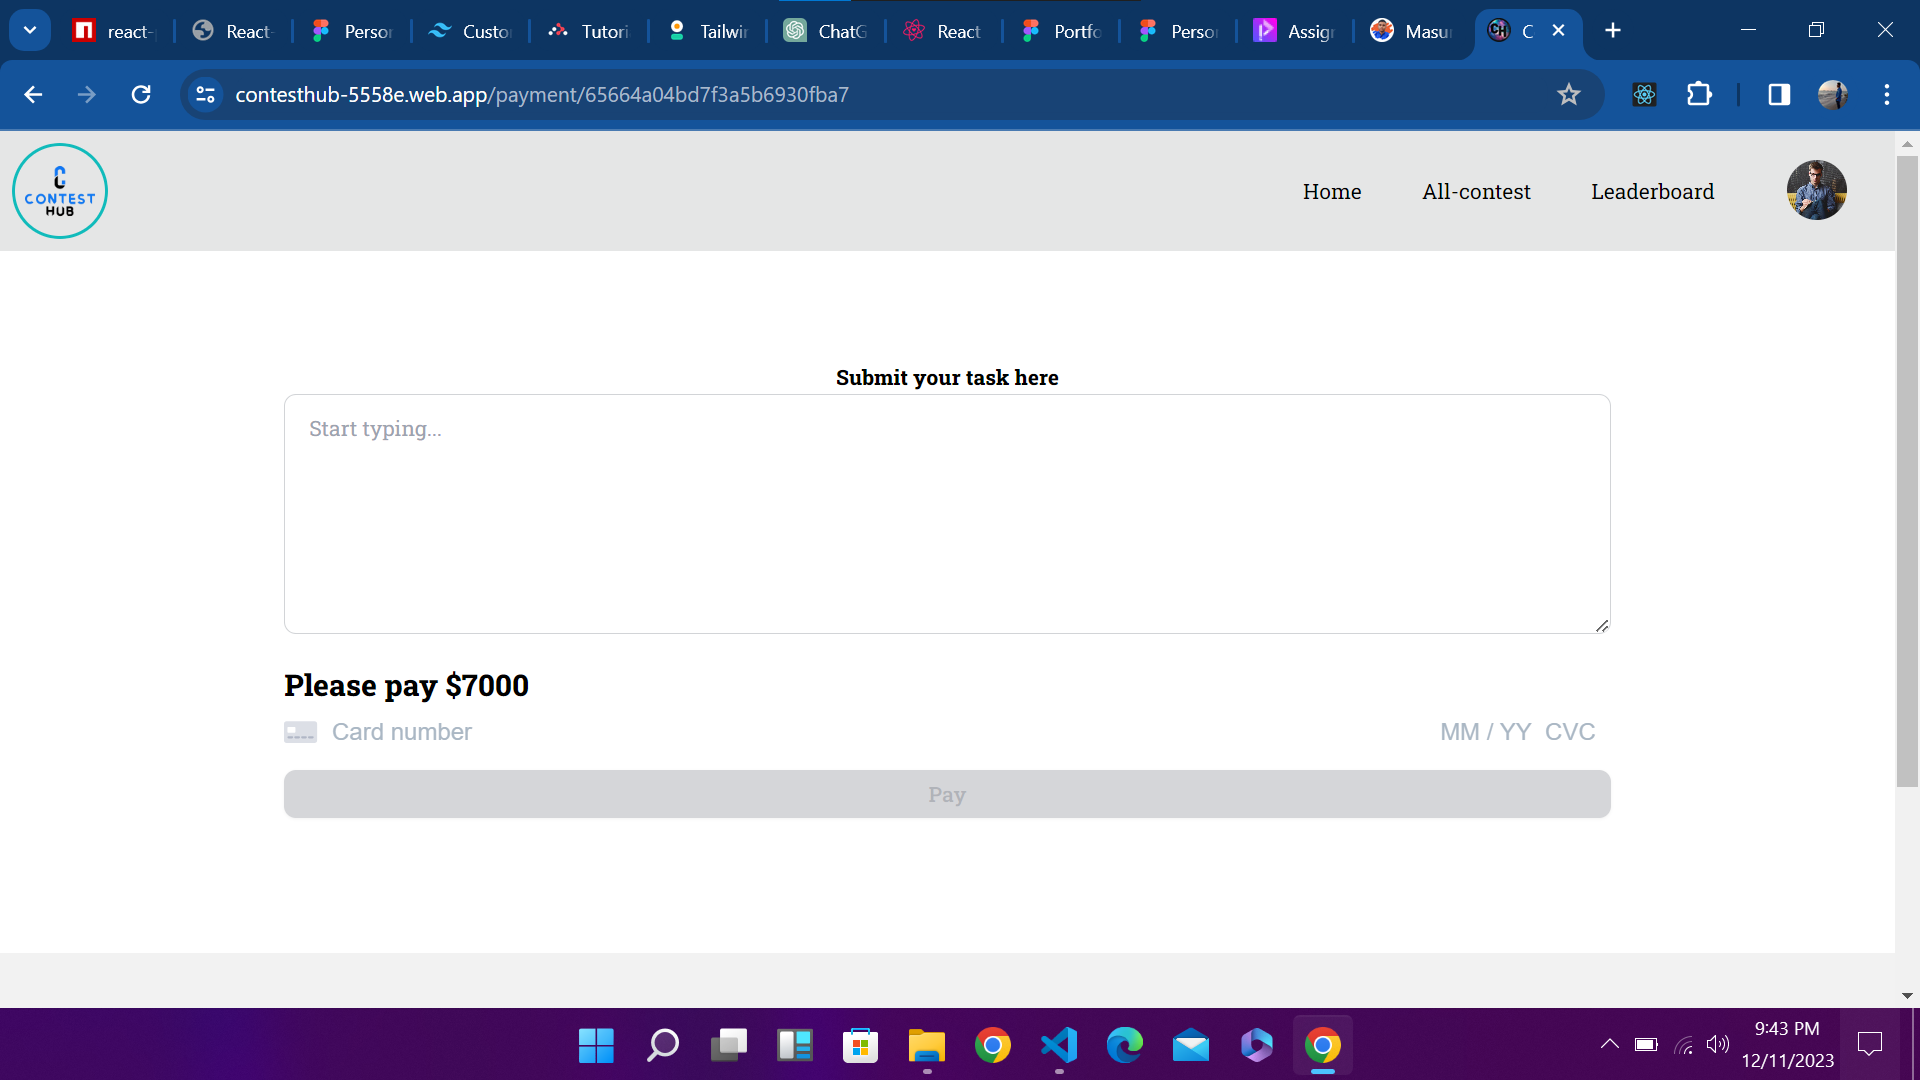 react-
React-
Persor
Custo
Tutori
Tailwir
ChatG
React
Portfo
Persor
Assign
Masur
C
contesthub-5558e.web.app/payment/65664a04bd7f3a5b6930fba7
CONTEST
HUB
Home
All-contest
Leaderboard
Submit your task here
Start typing...
Please pay $7000
Card number
MM / YY CVC
Pay
9:43 PM
12/11/2023